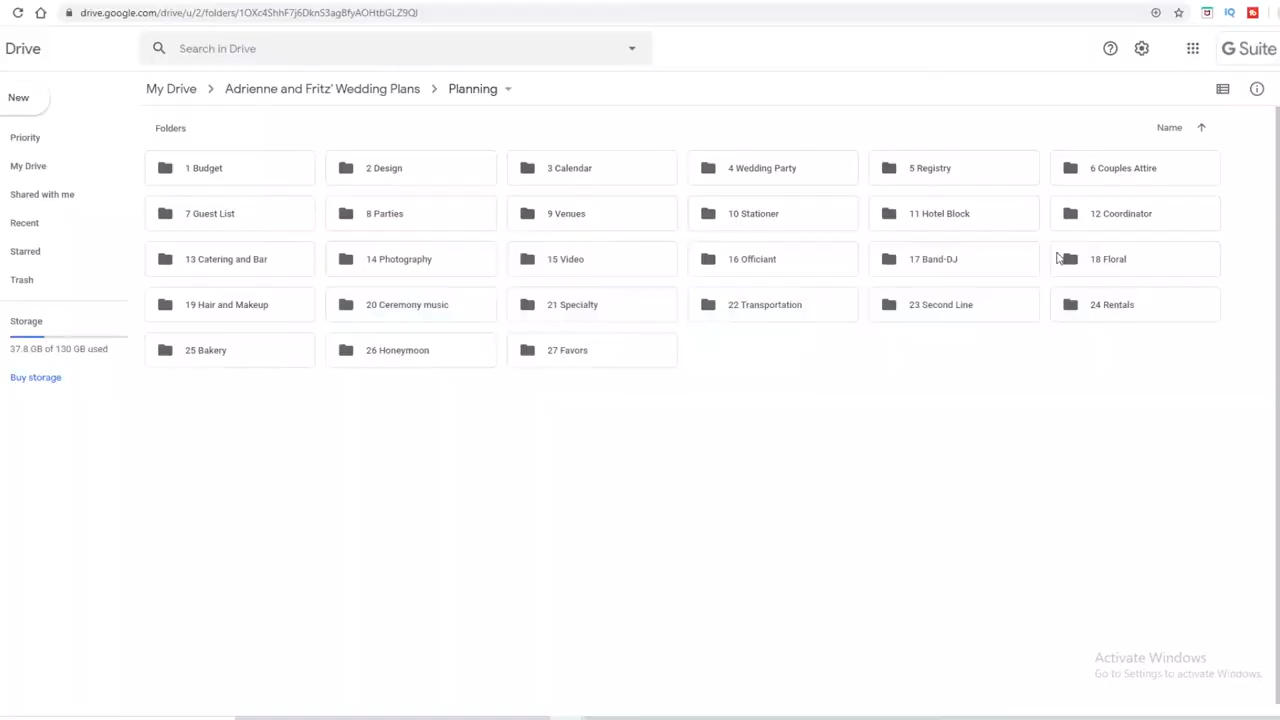 drive.google.com/drive/u/2/folders/1OXc4ShhF7j6DknS3agBfyAOHtbGLZ9QI
Drive
Search in Drive
G Suite
New
My Drive > Adrienne and Fritz' Wedding Plans > Planning
Priority
My Drive
Shared with me
Recent
Starred
Trash
Storage
37.8 GB of 130 GB used
Buy storage
Folders
Name
1 Budget
2 Design
3 Calendar
4 Wedding Party
5 Registry
6 Couples Attire
7 Guest List
8 Parties
9 Venues
10 Stationer
11 Hotel Block
12 Coordinator
13 Catering and Bar
14 Photography
15 Video
16 Officiant
17 Band-DJ
18 Floral
19 Hair and Makeup
20 Ceremony music
21 Specialty
22 Transportation
23 Second Line
24 Rentals
25 Bakery
26 Honeymoon
27 Favors
Activate Windows
Go to Settings to activate Windows.